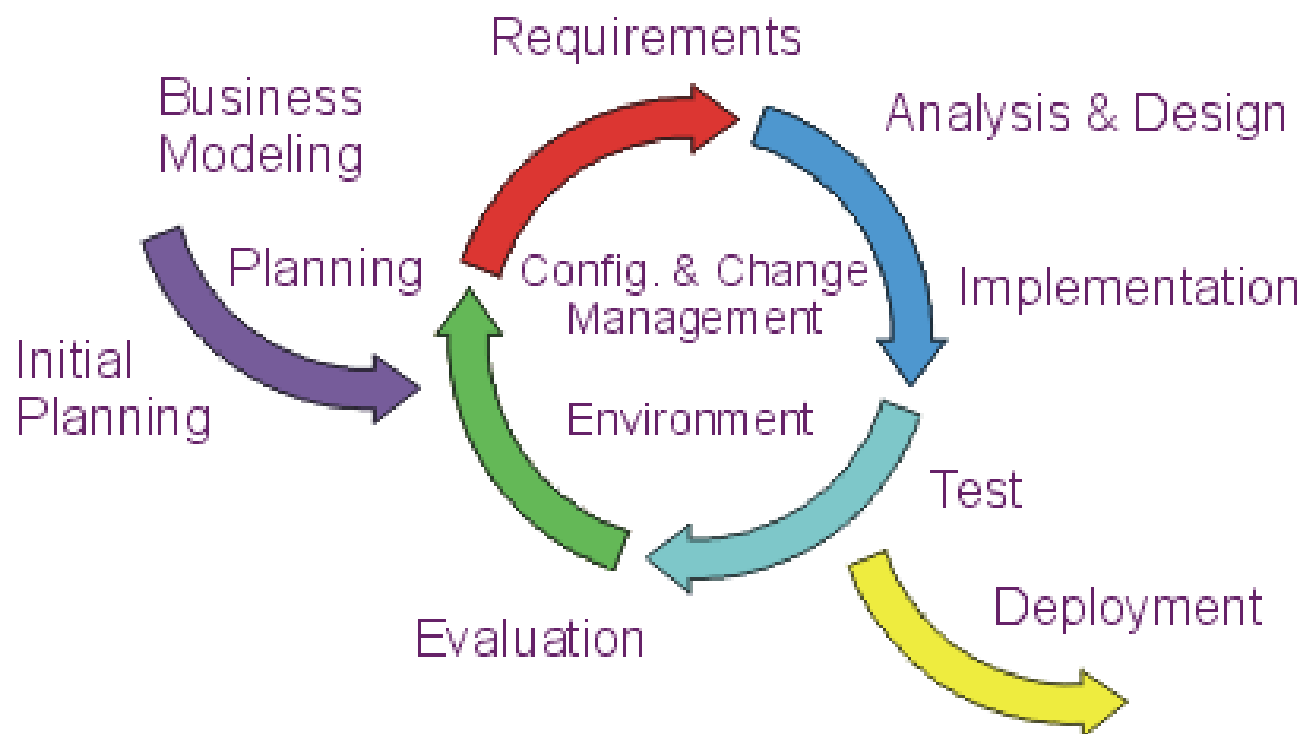 Requirements
Business
Modeling
Analysis & Design
Planning
Config. & Change
Management
Implementation
Initial
Planning
Environment
Test
Deployment
Evaluation